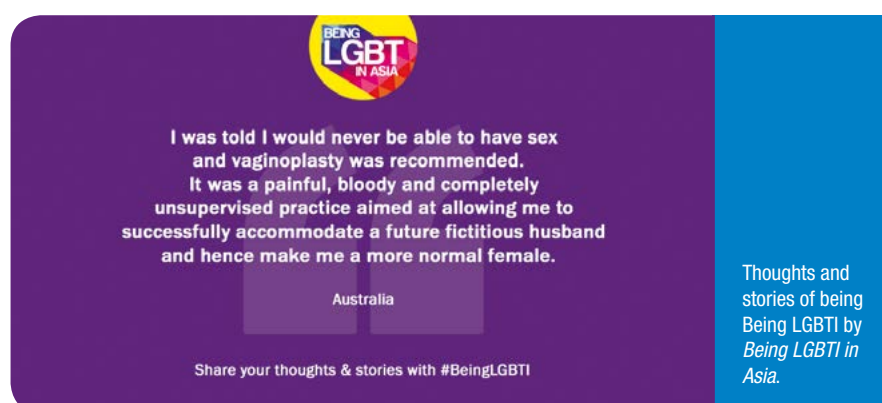 BEING
LGBT
IN ASIA
I was told I would never be able to have sex
and vaginoplasty was recommended.
It was a painful, bloody and completely
unsupervised practice aimed at allowing me to
successfully accommodate a future fictitious husband
and hence make me a more normal female.
Australia
Share your thoughts & stories with #BeingLGBTI
Thoughts and
stories of being
Being LGBTI by
Being LGBTI in
Asia.